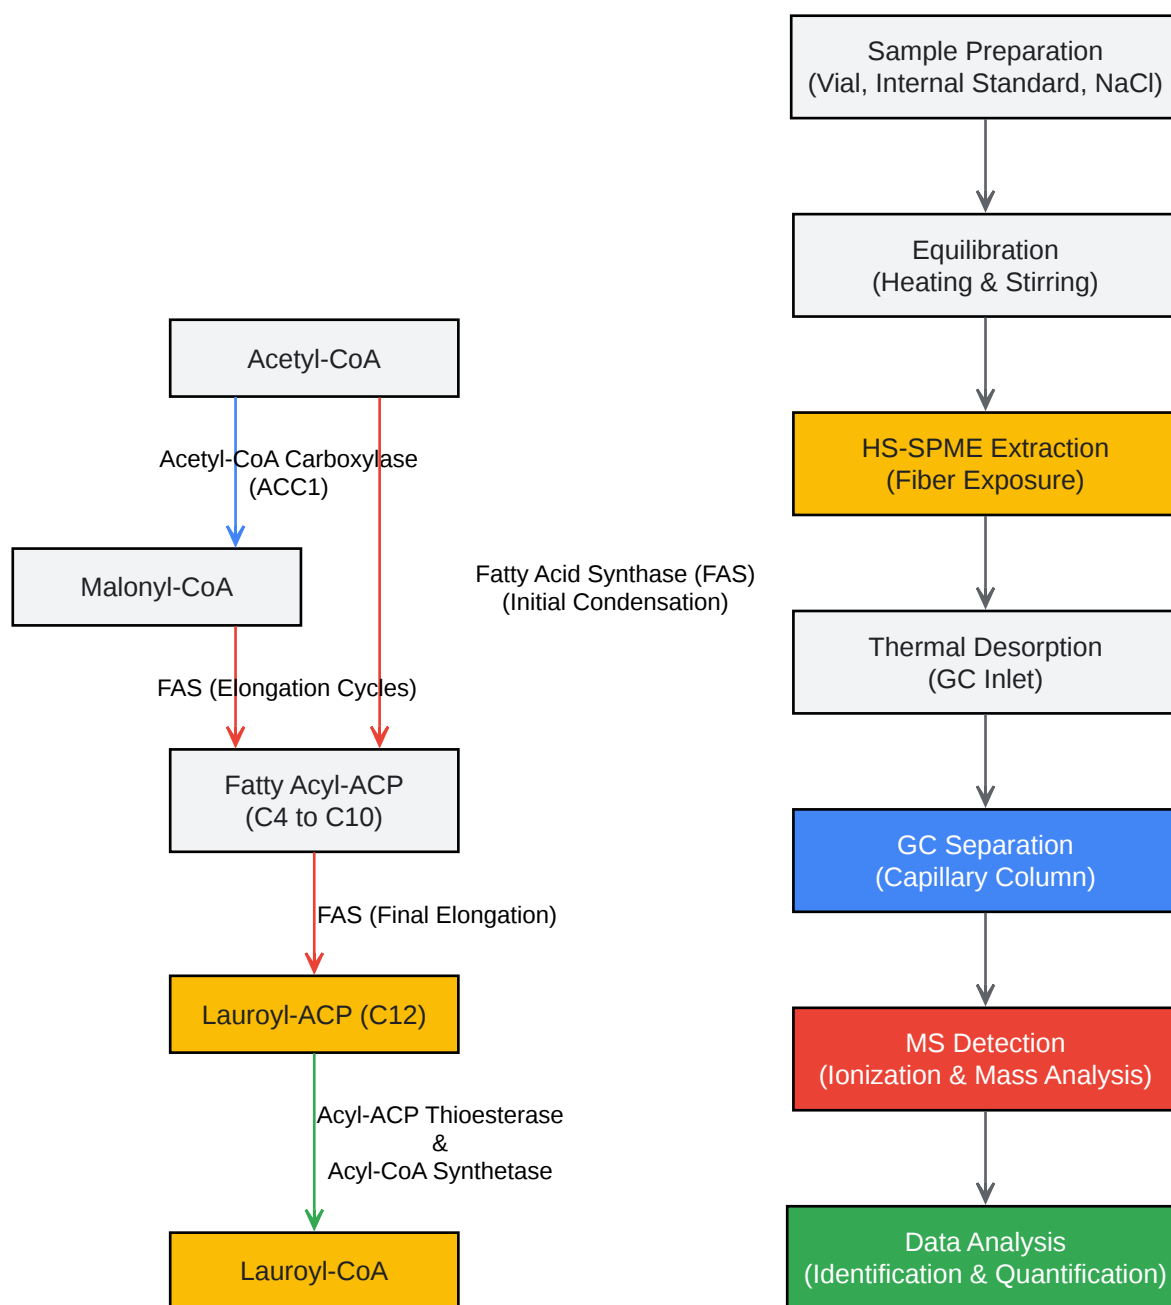 Acetyl-CoA
Acetyl-CoA Carboxylase
(ACC1)
Malonyl-CoA
Fatty Acid Synthase (FAS)
(Initial Condensation)
FAS (Elongation Cycles)
Fatty Acyl-ACP
(C4 to C10)
FAS (Final Elongation)
Lauroyl-ACP (C12)
Acyl-ACP Thioesterase
&
Acyl-CoA Synthetase
Lauroyl-CoA
Sample Preparation
(Vial, Internal Standard, NaCl)
Equilibration
(Heating & Stirring)
HS-SPME Extraction
(Fiber Exposure)
Thermal Desorption
(GC Inlet)
GC Separation
(Capillary Column)
MS Detection
(Ionization & Mass Analysis)
Data Analysis
(Identification & Quantification)